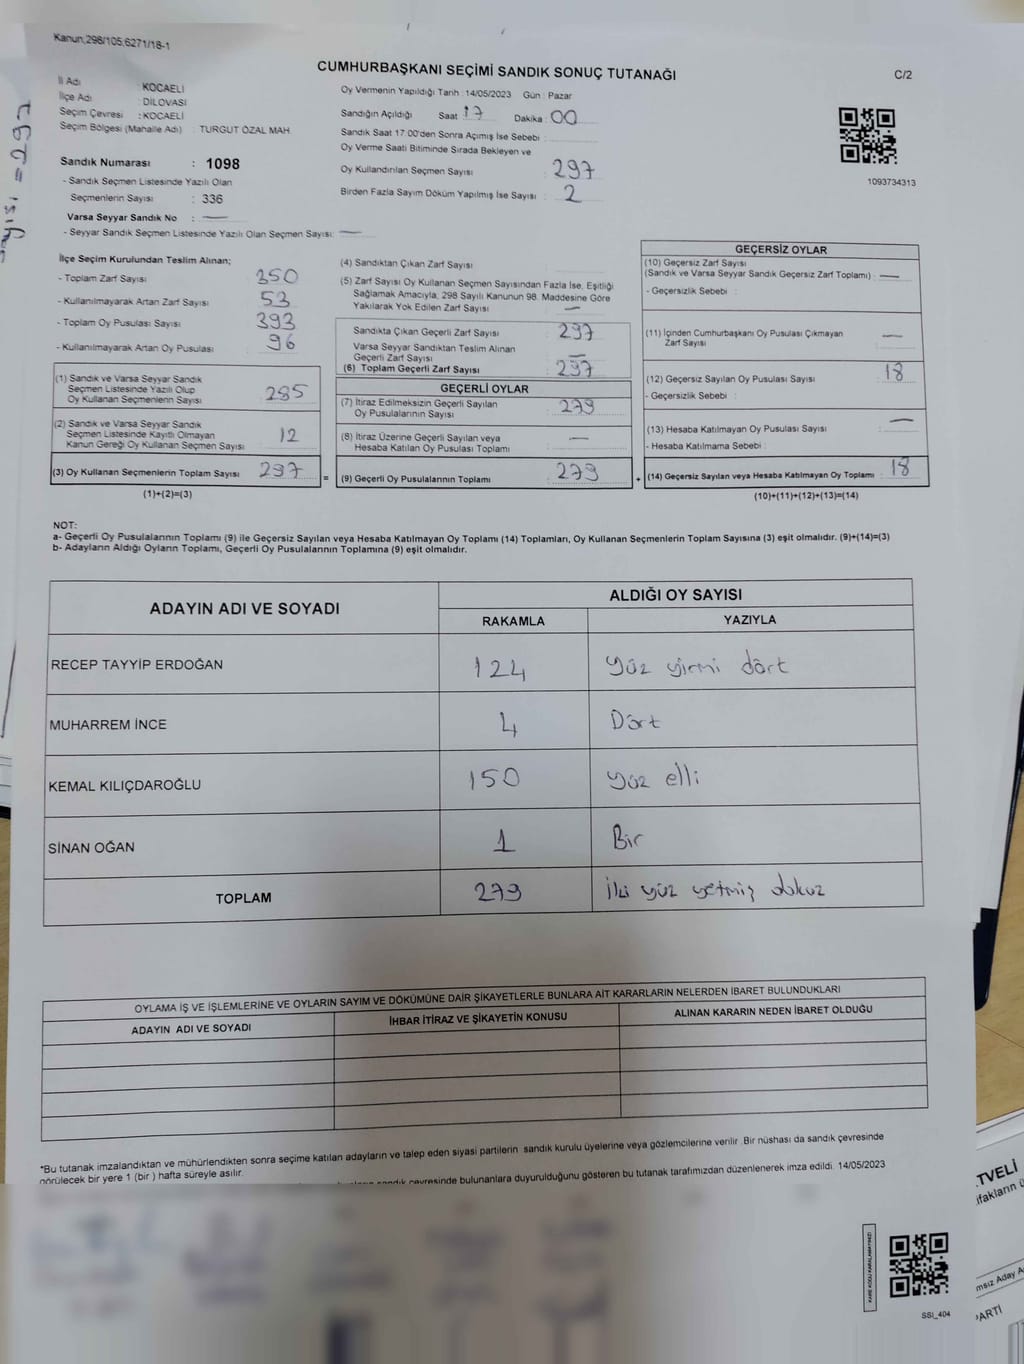 Kanun,298/105;6271/18-1
CUMHURBAŞKANI SEÇİMİ SANDIK SONUÇ TUTANAĞI
C/2
İl Adı : KOCAELİ
İlçe Adı : DİLOVASI
Seçim Çevresi : KOCAELİ
Seçim Bölgesi (Mahalle Adı) : TURGUT ÖZAL MAH.
Sandık Numarası : 1098
- Sandık Seçmen Listesinde Yazılı Olan
Seçmenlerin Sayısı : 336
Varsa Seyyar Sandık No : —
- Seyyar Sandık Seçmen Listesinde Yazılı Olan Seçmen Sayısı: —
Oy Vermenin Yapıldığı Tarih : 14/05/2023 Gün : Pazar
Sandığın Açıldığı Saat : 17 Dakika : 00
Sandık Saat 17:00'den Sonra Açımış İse Sebebi :
Oy Verme Saati Bitiminde Sırada Bekleyen ve
Oy Kullandırılan Seçmen Sayısı : 297
Birden Fazla Sayım Döküm Yapılmış İse Sayısı : 2
1093734313
İlçe Seçim Kurulundan Teslim Alınan;
- Toplam Zarf Sayısı : 350
- Kullanılmayarak Artan Zarf Sayısı : 53
- Toplam Oy Pusulası Sayısı : 393
- Kullanılmayarak Artan Oy Pusulası : 96
(1) Sandık ve Varsa Seyyar Sandık
Seçmen Listesinde Yazılı Olup
Oy Kullanan Seçmenlerin Sayısı : 285
(2) Sandık ve Varsa Seyyar Sandık
Seçmen Listesinde Kayıtlı Olmayan
Kanun Gereği Oy Kullanan Seçmen Sayısı : 12
(3) Oy Kullanan Seçmenlerin Toplam Sayısı : 297
(1)+(2)=(3)
(4) Sandıktan Çıkan Zarf Sayısı :
(5) Zarf Sayısı Oy Kullanan Seçmen Sayısından Fazla İse, Eşitliği
Sağlamak Amacıyla, 298 Sayılı Kanunun 98. Maddesine Göre
Yakılarak Yok Edilen Zarf Sayısı : —
Sandıkta Çıkan Geçerli Zarf Sayısı : 297
Varsa Seyyar Sandıktan Teslim Alınan
Geçerli Zarf Sayısı : —
(6) Toplam Geçerli Zarf Sayısı : 297
GEÇERLİ OYLAR
(7) İtiraz Edilmeksizin Geçerli Sayılan
Oy Pusulalarının Sayısı : 279
(8) İtiraz Üzerine Geçerli Sayılan veya
Hesaba Katılan Oy Pusulası Toplamı : —
= (9) Geçerli Oy Pusulalarının Toplamı : 279
GEÇERSİZ OYLAR
(10) Geçersiz Zarf Sayısı
(Sandık ve Varsa Seyyar Sandık Geçersiz Zarf Toplamı) : —
- Geçersizlik Sebebi :
(11) İçinden Cumhurbaşkanı Oy Pusulası Çıkmayan
Zarf Sayısı : —
(12) Geçersiz Sayılan Oy Pusulası Sayısı : 18
- Geçersizlik Sebebi :
(13) Hesaba Katılmayan Oy Pusulası Sayısı : —
- Hesaba Katılmama Sebebi :
+ (14) Geçersiz Sayılan veya Hesaba Katılmayan Oy Toplamı : 18
(10)+(11)+(12)+(13)=(14)
NOT:
a- Geçerli Oy Pusulalarının Toplamı (9) ile Geçersiz Sayılan veya Hesaba Katılmayan Oy Toplamı (14) Toplamları, Oy Kullanan Seçmenlerin Toplam Sayısına (3) eşit olmalıdır. (9)+(14)=(3)
b- Adayların Aldığı Oyların Toplamı, Geçerli Oy Pusulalarının Toplamına (9) eşit olmalıdır.
ADAYIN ADI VE SOYADI
ALDIĞI OY SAYISI
RAKAMLA YAZIYLA
RECEP TAYYİP ERDOĞAN 124 Yüz yirmi dört
MUHARREM İNCE 4 Dört
KEMAL KILIÇDAROĞLU 150 Yüz elli
SİNAN OĞAN 1 Bir
TOPLAM 279 İki yüz yetmiş dokuz
OYLAMA İŞ VE İŞLEMLERİNE VE OYLARIN SAYIM VE DÖKÜMÜNE DAİR ŞİKAYETLERLE BUNLARA AİT KARARLARIN NELERDEN İBARET BULUNDUKLARI
ADAYIN ADI VE SOYADI İHBAR İTİRAZ VE ŞİKAYETİN KONUSU ALINAN KARARIN NEDEN İBARET OLDUĞU
*Bu tutanak imzalandıktan ve mühürlendikten sonra seçime katılan adayların ve talep eden siyasi partilerin sandık kurulu üyelerine veya gözlemcilerine verilir. Bir nüshası da sandık çevresinde
görülecek bir yere 1 (bir) hafta süreyle asılır.
sandık çevresinde bulunanlara duyurulduğunu gösteren bu tutanak tarafımızdan düzenlenerek imza edildi. 14/05/2023
KARE KODU KARALAMAYINIZ!
SSI_404
TVELİ
ifakların ü
msız Aday A
PARTİ
yısı = 297